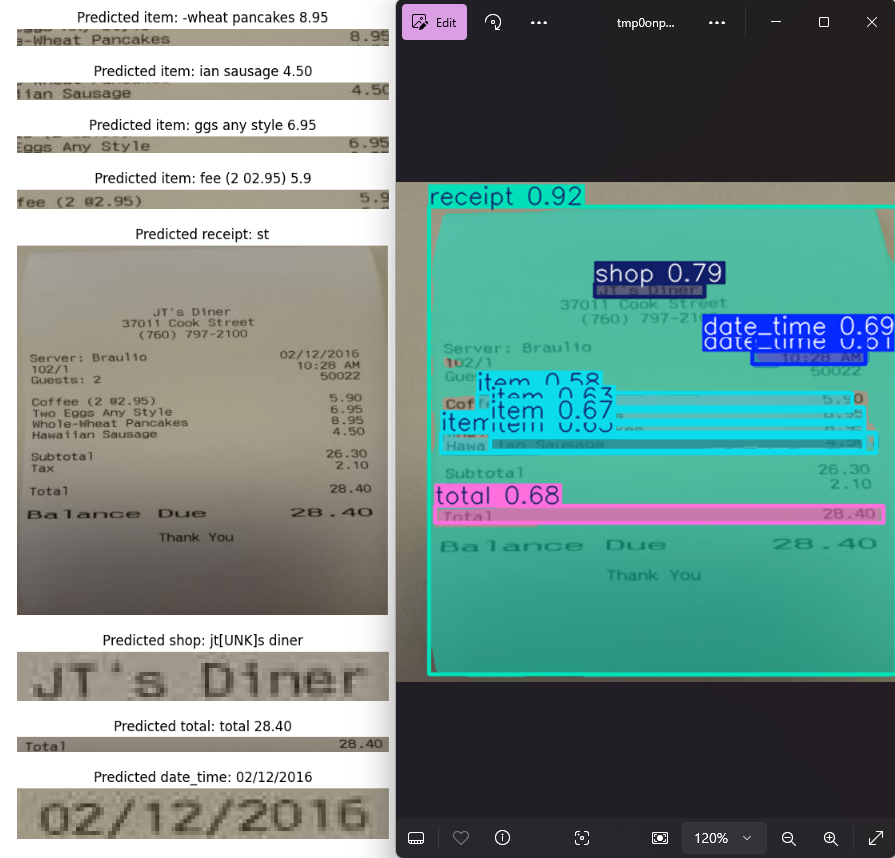 Predicted item: -wheat pancakes 8.95
e-Wheat Pancakes 8.95
Predicted item: ian sausage 4.50
iian Sausage 4.50
Predicted item: ggs any style 6.95
Eggs Any Style 6.95
Predicted item: fee (2 02.95) 5.9
fee (2 @2.95) 5.9
Predicted receipt: st
JT's Diner
37011 Cook Street
(760) 797-2100
Server: Braulio 02/12/2016
102/1 10:28 AM
Guests: 2 50022
Coffee (2 @2.95) 5.90
Two Eggs Any Style 6.95
Whole-Wheat Pancakes 8.95
Hawaiian Sausage 4.50
Subtotal 26.30
Tax 2.10
Total 28.40
Balance Due 28.40
Thank You
Predicted shop: jt[UNK]s diner
JT's Diner
Predicted total: total 28.40
Total 28.40
Predicted date_time: 02/12/2016
02/12/2016
Edit
tmp0onp...
receipt 0.92
shop 0.79
JT's Diner
37011 Cook Street
(760) 797-21
date_time 0.69
date_time 0.61
Server: Braulio
102/1 10:28 AM
Gue 50022
item 0.58
item 0.63
Coff 5.90
item 0.67
item 0.65
Hawaiian Sausage
Subtotal 26.30
2.10
total 0.68
Total 28.40
Balance Due 28.40
Thank You
120%